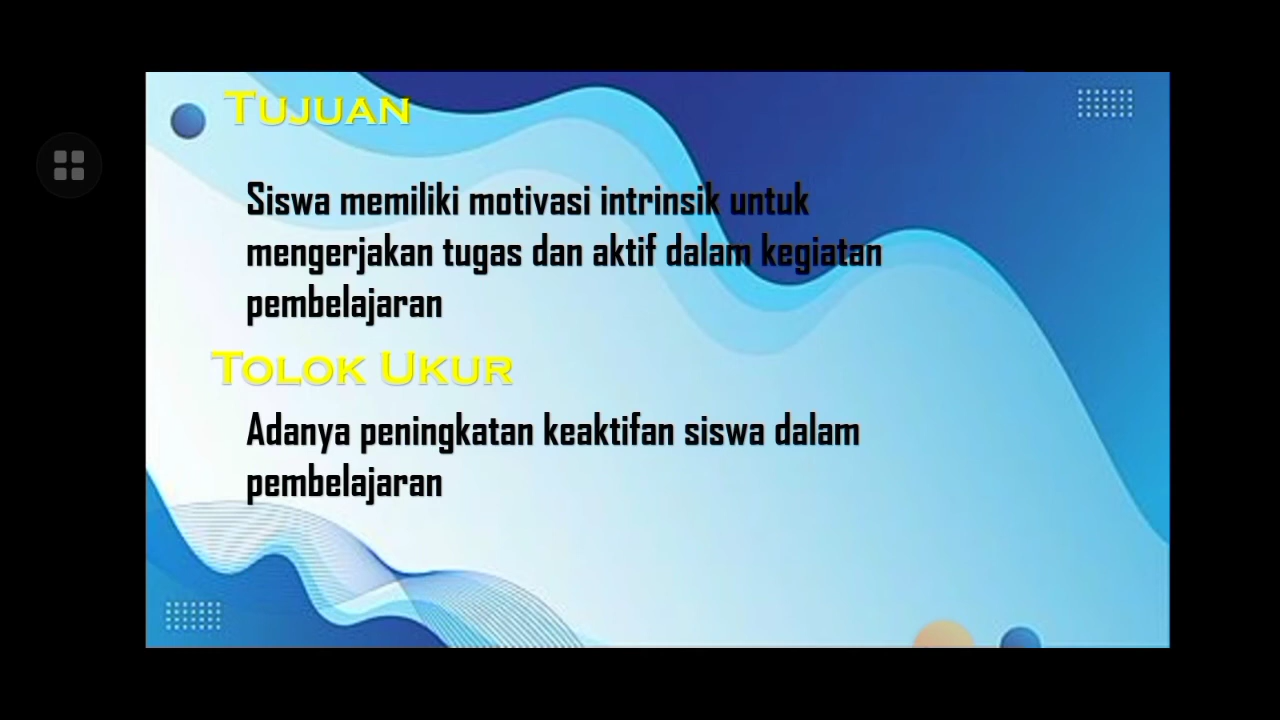 Tujuan
Siswa memiliki motivasi intrinsik untuk
mengerjakan tugas dan aktif dalam kegiatan
pembelajaran
Tolok Ukur
Adanya peningkatan keaktifan siswa dalam
pembelajaran